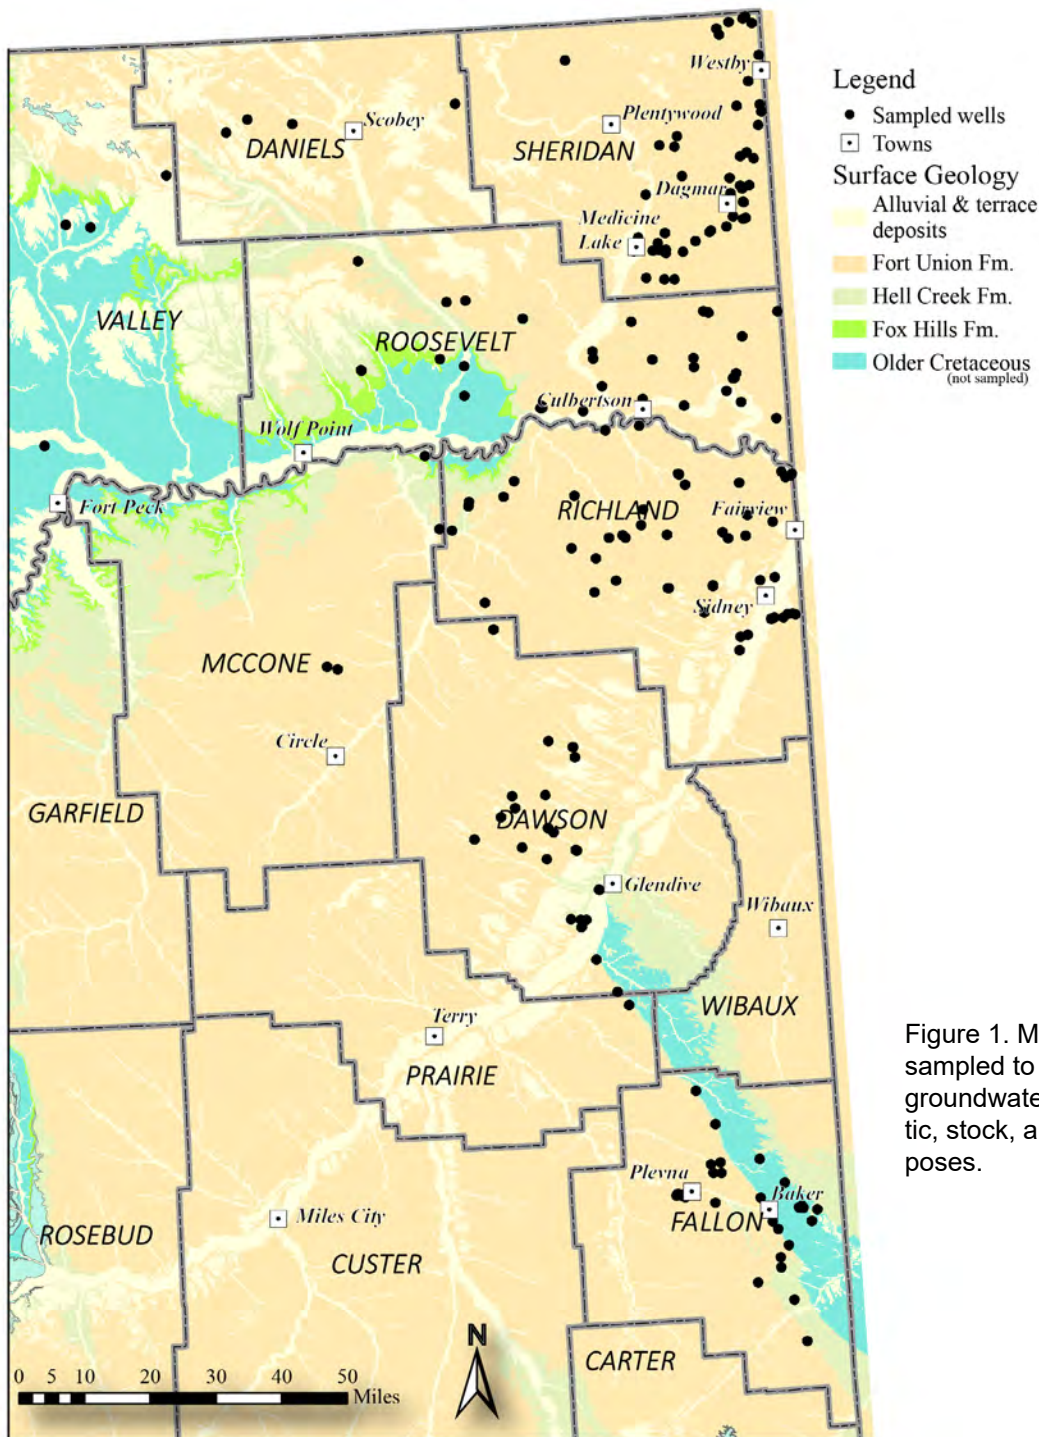 Westby
Scobey
Plentywood
DANIELS
SHERIDAN
Dagmar
Medicine
Lake
VALLEY
ROOSEVELT
Culbertson
Wolf Point
Fort Peck
RICHLAND
Fairview
Sidney
MCCONE
Circle
GARFIELD
DAWSON
Glendive
Wibaux
WIBAUX
Terry
PRAIRIE
Plevna
Baker
FALLON
Miles City
ROSEBUD
CUSTER
CARTER
N
0 10 20 30 40 50
Miles
Legend
Sampled wells
Towns
Surface Geology
Alluvial & terrace
deposits
Fort Union Fm.
Hell Creek Fm.
Fox Hills Fm.
Older Cretaceous
(not sampled)
Figure 1. M
sampled to
groundwate
tic, stock, a
poses.